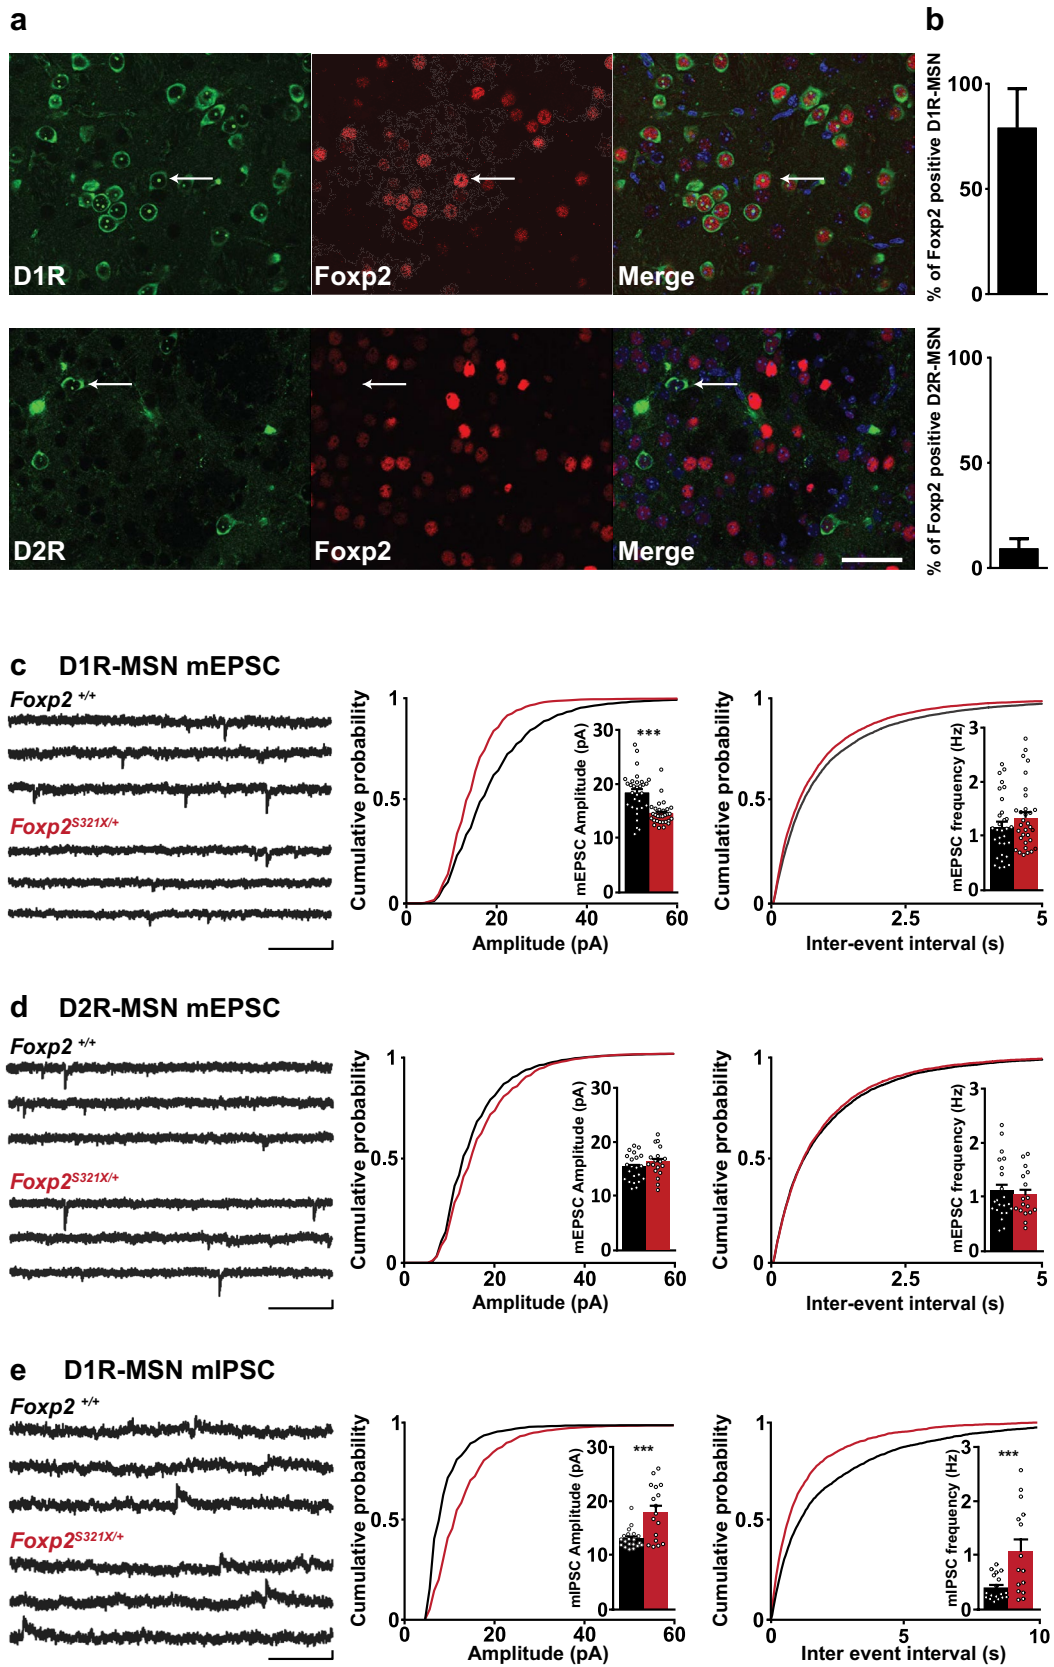 a
b
D1R
Foxp2
Merge
% of Foxp2 positive D1R-MSN
100
50
0
D2R
Foxp2
Merge
% of Foxp2 positive D2R-MSN
100
50
0
c D1R-MSN mEPSC
Foxp2 +/+
Foxp2S321X/+
Cumulative probability
1
0.5
0
0 20 40 60
Amplitude (pA)
mEPSC Amplitude (pA)
30
20
10
0
***
Cumulative probability
1
0.5
0
0 2.5 5
Inter-event interval (s)
mEPSC frequency (Hz)
3
2
1
0
d D2R-MSN mEPSC
Foxp2 +/+
Foxp2S321X/+
Cumulative probability
1
0.5
0
0 20 40 60
Amplitude (pA)
mEPSC Amplitude (pA)
30
20
10
0
Cumulative probability
1
0.5
0
0 2.5 5
Inter-event interval (s)
mEPSC frequency (Hz)
3
2
1
0
e D1R-MSN mIPSC
Foxp2 +/+
Foxp2S321X/+
Cumulative probability
1
0.5
0
0 20 40 60
Amplitude (pA)
mIPSC Amplitude (pA)
30
20
10
0
***
Cumulative probability
1
0.5
0
0 5 10
Inter event interval (s)
mIPSC frequency (Hz)
3
2
1
0
***